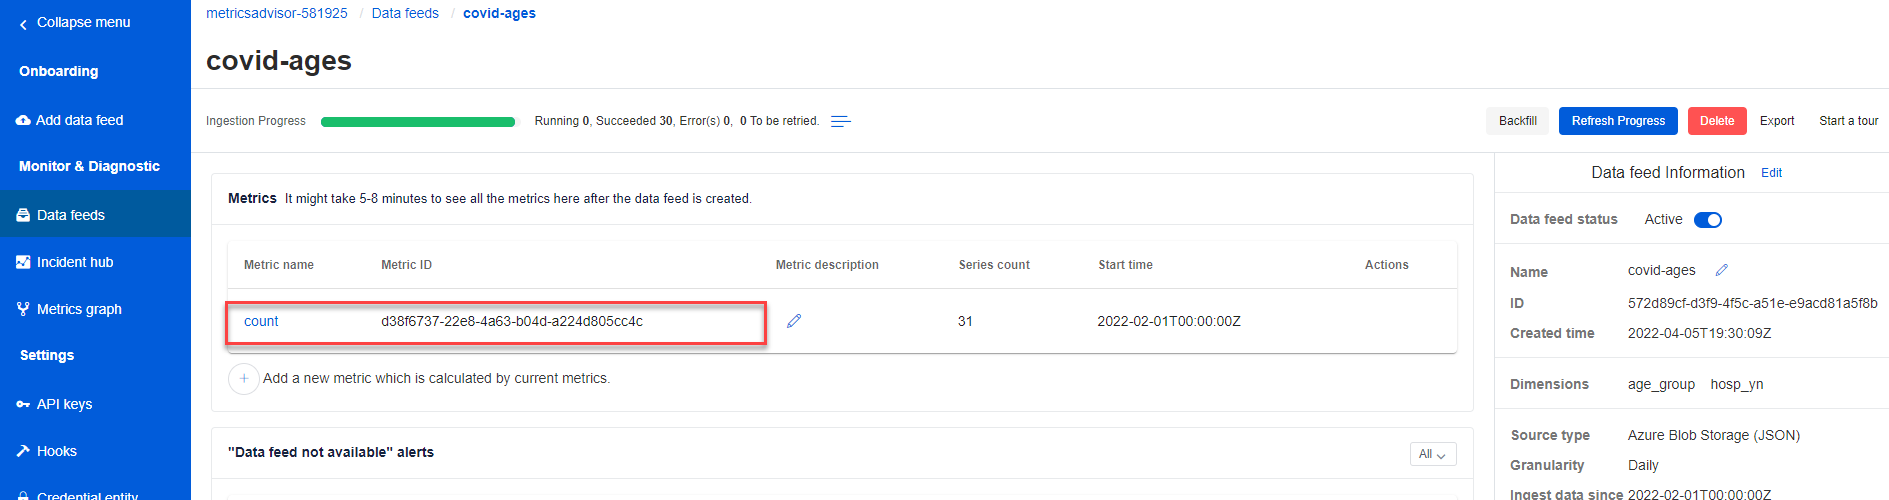 Collapse menu
Onboarding
Add data feed
Monitor & Diagnostic
Data feeds
Incident hub
Metrics graph
Settings
API keys
Hooks
Credential entity
metricsadvisor-581925 / Data feeds / covid-ages
covid-ages
Ingestion Progress Running 0, Succeeded 30, Error(s) 0, 0 To be retried. Backfill Refresh Progress Delete Export Start a tour
Metrics It might take 5-8 minutes to see all the metrics here after the data feed is created.
Metric name Metric ID Metric description Series count Start time Actions
count d38f6737-22e8-4a63-b04d-a224d805cc4c 31 2022-02-01T00:00:00Z
Add a new metric which is calculated by current metrics.
"Data feed not available" alerts All
Data feed Information Edit
Data feed status Active
Name covid-ages
ID 572d89cf-d3f9-4f5c-a51e-e9acd81a5f8b
Created time 2022-04-05T19:30:09Z
Dimensions age_group hosp_yn
Source type Azure Blob Storage (JSON)
Granularity Daily
Ingest data since 2022-02-01T00:00:00Z